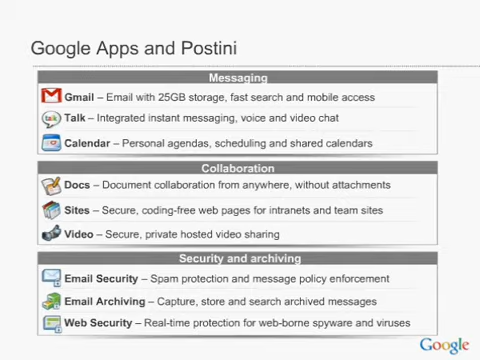 Google Apps and Postini
Messaging
Gmail – Email with 25GB storage, fast search and mobile access
talk
Talk – Integrated instant messaging, voice and video chat
Calendar – Personal agendas, scheduling and shared calendars
Collaboration
Docs – Document collaboration from anywhere, without attachments
Sites – Secure, coding-free web pages for intranets and team sites
Video – Secure, private hosted video sharing
Security and archiving
Email Security – Spam protection and message policy enforcement
Email Archiving – Capture, store and search archived messages
Web Security – Real-time protection for web-borne spyware and viruses
Google